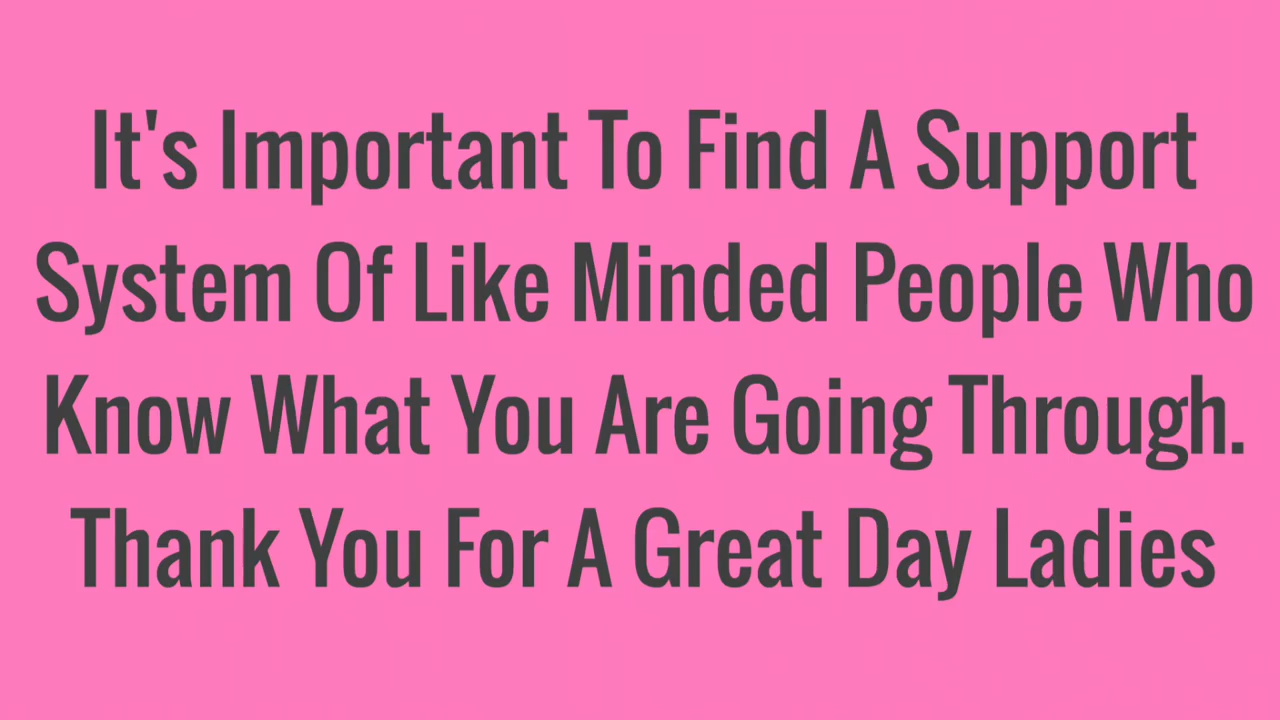 It's Important To Find A Support
System Of Like Minded People Who
Know What You Are Going Through.
Thank You For A Great Day Ladies